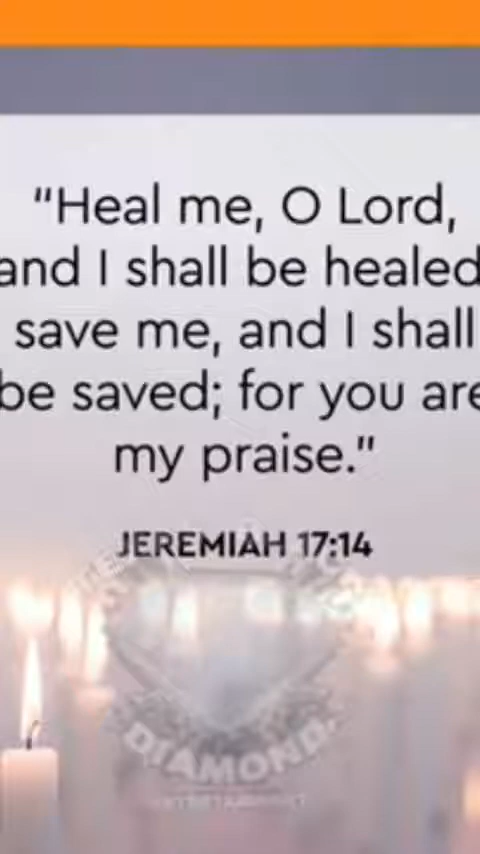 “Heal me, O Lord,
and I shall be healed
save me, and I shall
be saved; for you are
my praise.”
JEREMIAH 17:14
DIAMOND
ENTERTAINMENT